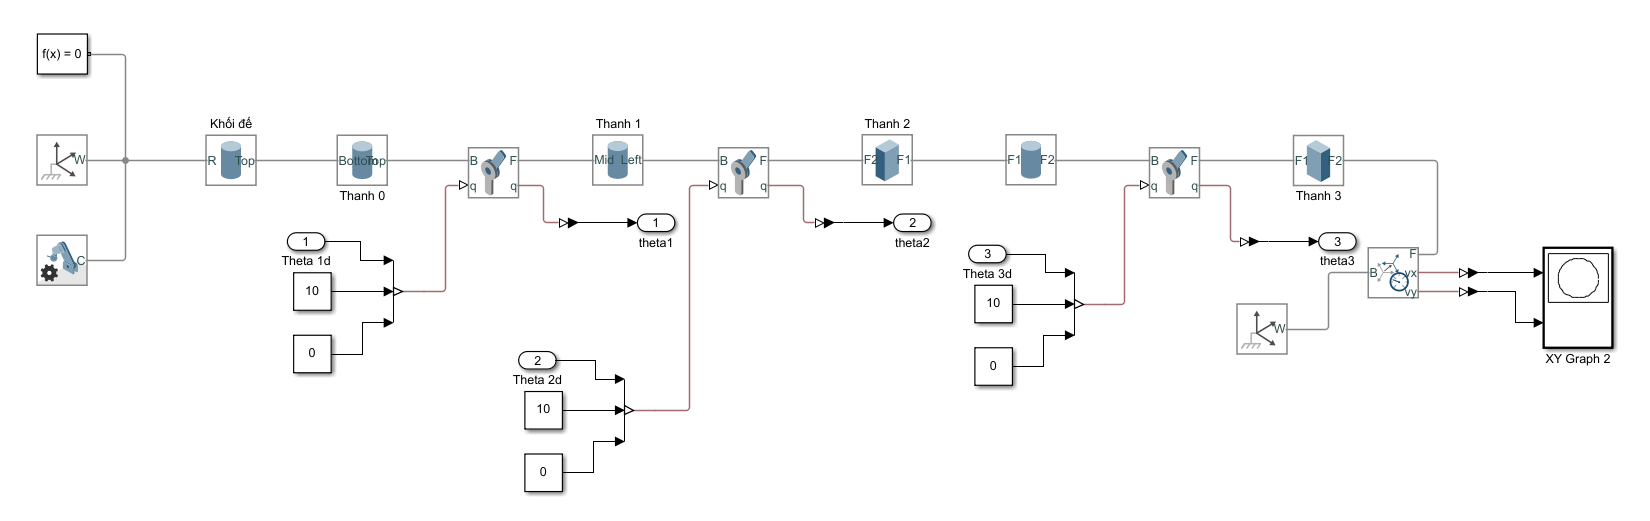 f(x) = 0
W
C
Khối đế
R Top
Bottom Top
Thanh 0
B F
q q
1
theta1
1
Theta 1d
10
0
Thanh 1
Mid Left
B F
q q
2
theta2
2
Theta 2d
10
0
Thanh 2
F2 F1
F1 F2
B F
q q
3
theta3
3
Theta 3d
10
0
F1 F2
Thanh 3
W
F
B vx
vy
XY Graph 2